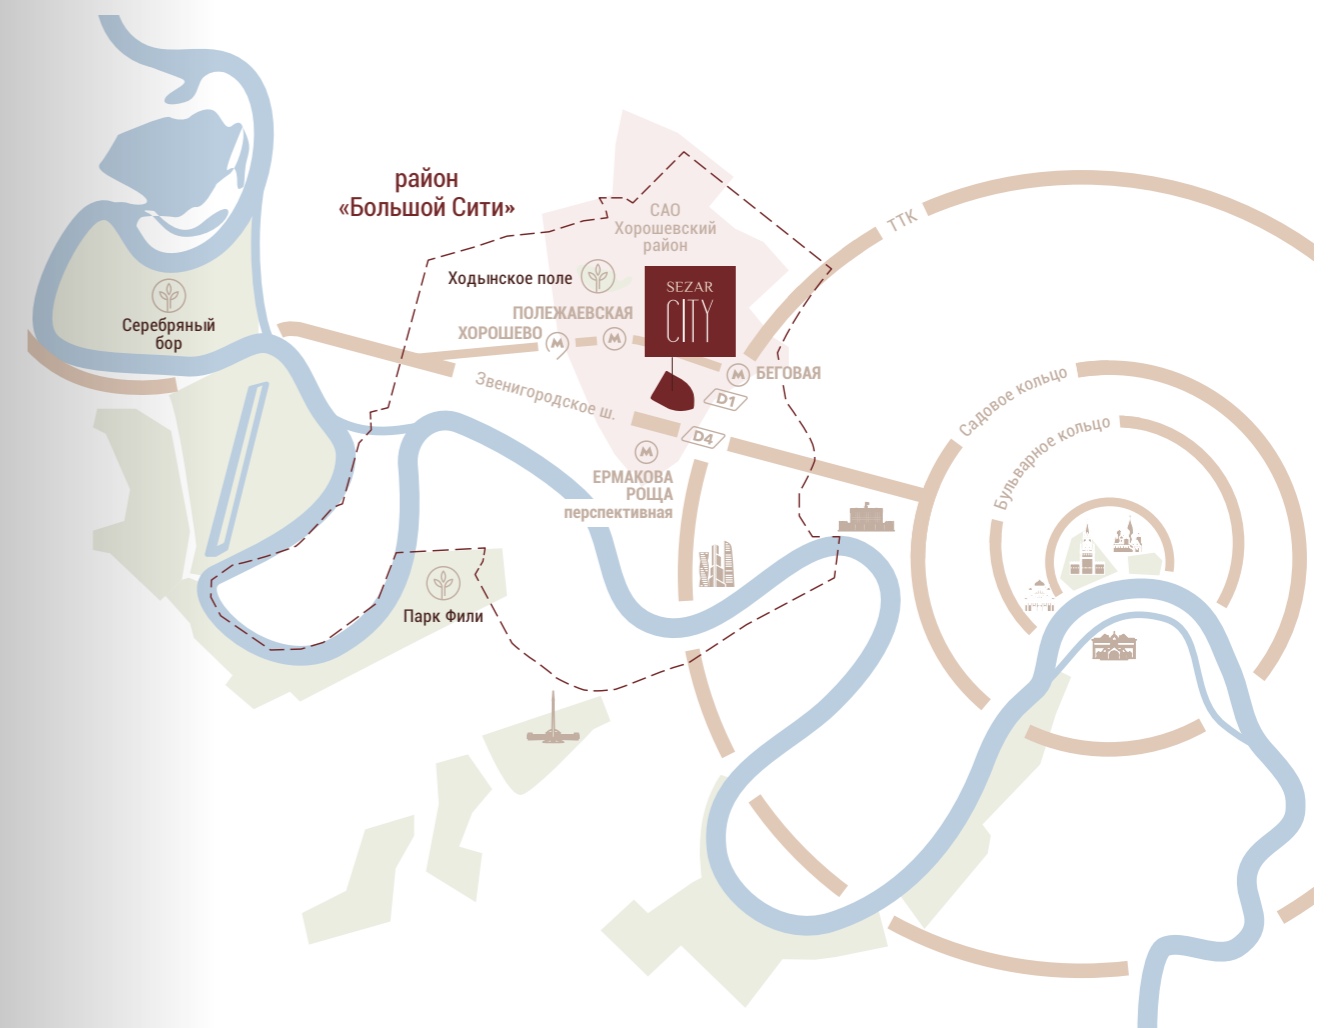 район
«Большой Сити»
САО
Хорошевский
район
ТТК
Ходынское поле
SEZAR
CITY
ПОЛЕЖАЕВСКАЯ
ХОРОШЕВО
М
М
Серебряный
бор
Звенигородское ш.
М
БЕГОВАЯ
D1
D4
Садовое кольцо
Бульварное кольцо
М
ЕРМАКОВА
РОЩА
перспективная
Парк Фили